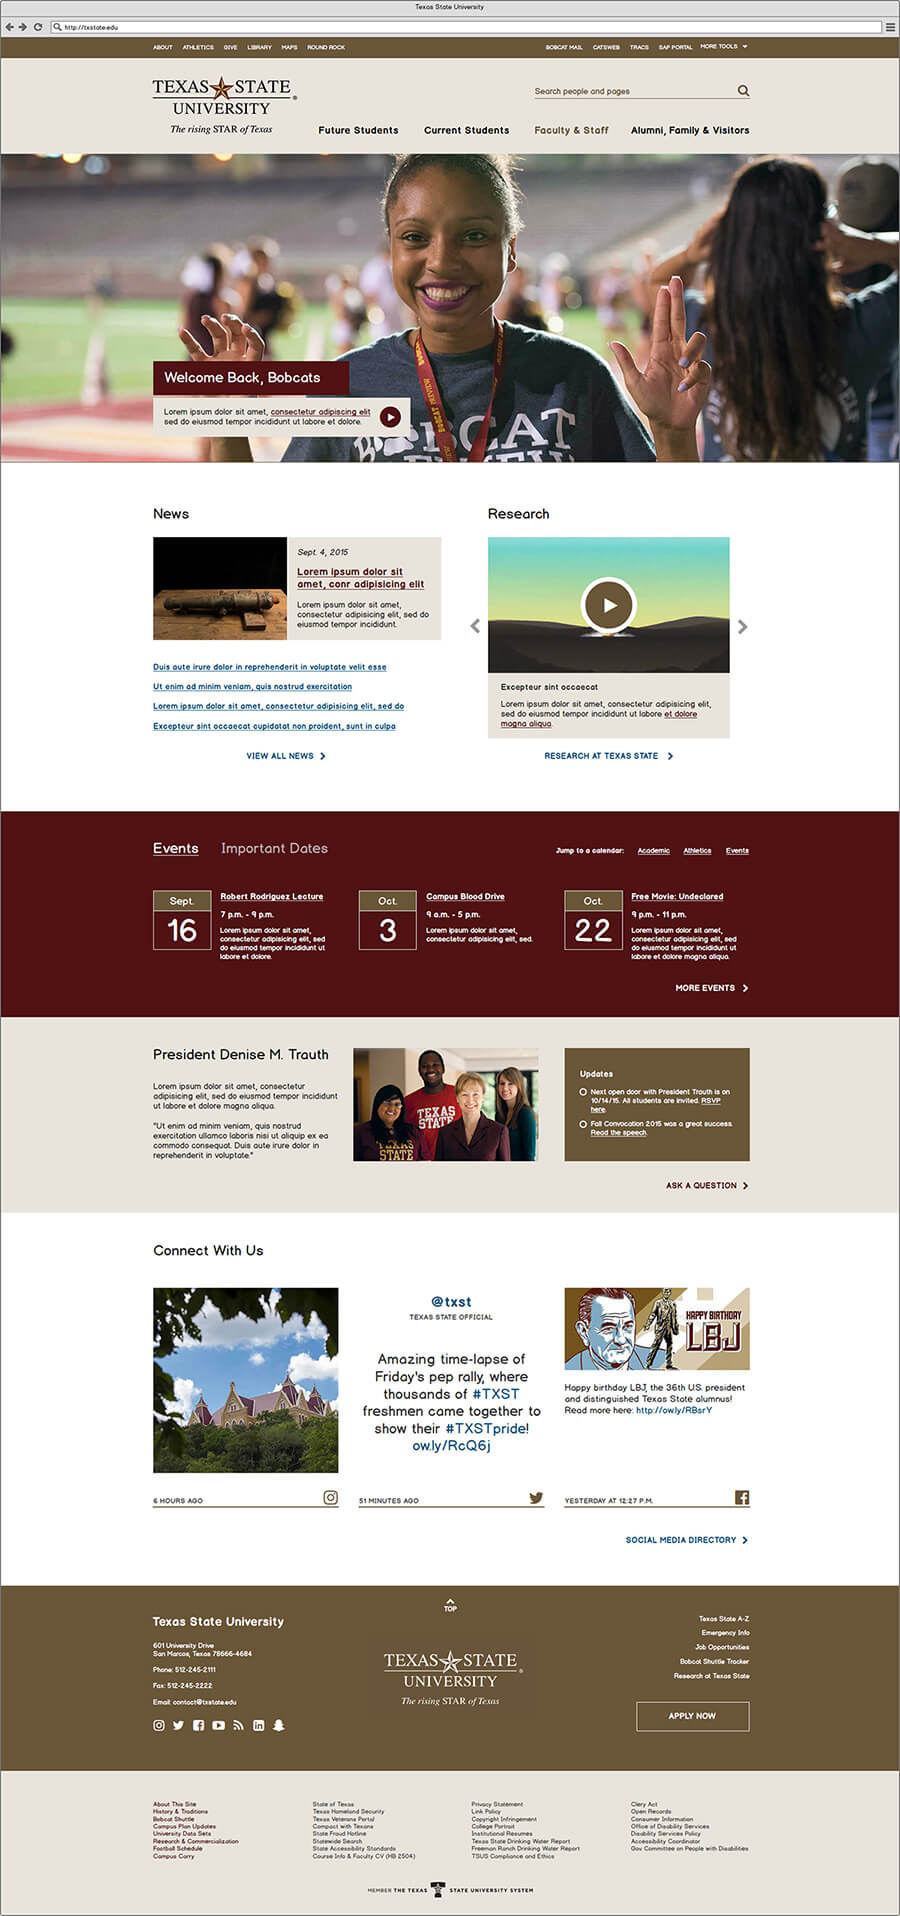 Texas State University
http://txstate.edu
ABOUT ATHLETICS GIVE LIBRARY MAPS ROUND ROCK
BOBCAT MAIL CATSWEB TRACS SAP PORTAL MORE TOOLS
TEXAS STATE
UNIVERSITY®
The rising STAR of Texas
Search people and pages
Future Students Current Students Faculty & Staff Alumni, Family & Visitors
BOBCAT PREVIEW
BOBCAT
Welcome Back, Bobcats
Lorem ipsum dolor sit amet, consectetur adipiscing elit
sed do eiusmod tempor incididunt ut labore et dolore.
News
Sept. 4, 2015
Lorem ipsum dolor sit
amet, conr adipisicing elit
Lorem ipsum dolor sit amet,
consectetur adipisicing elit, sed do
eiusmod tempor incididunt.
Duis aute irure dolor in reprehenderit in voluptate velit esse
Ut enim ad minim veniam, quis nostrud exercitation
Lorem ipsum dolor sit amet, consectetur adipisicing elit, sed do
Excepteur sint occaecat cupidatat non proident, sunt in culpa
VIEW ALL NEWS
Research
Excepteur sint occaecat
Lorem ipsum dolor sit amet, consectetur adipisicing elit,
sed do eiusmod tempor incididunt ut labore et dolore
magna aliqua.
RESEARCH AT TEXAS STATE
Events Important Dates
Jump to a calendar: Academic Athletics Events
Sept.
16
Robert Rodriguez Lecture
7 p.m. - 9 p.m.
Lorem ipsum dolor sit amet,
consectetur adipisicing elit, sed
do eiusmod tempor incididunt ut
labore et dolore.
Oct.
3
Campus Blood Drive
9 a.m. - 5 p.m.
Lorem ipsum dolor sit amet,
consectetur adipisicing elit, sed.
Oct.
22
Free Movie: Undeclared
9 p.m. - 11 p.m.
Lorem ipsum dolor sit amet,
consectetur adipisicing elit, sed
do eiusmod tempor incididunt ut
labore et dolore magna aliqua.
MORE EVENTS
President Denise M. Trauth
Lorem ipsum dolor sit amet, consectetur
adipisicing elit, sed do eiusmod tempor incididunt
ut labore et dolore magna aliqua.
"Ut enim ad minim veniam, quis nostrud
exercitation ullamco laboris nisi ut aliquip ex ea
commodo consequat. Duis aute irure dolor in
reprehenderit in voluptate."
TEXAS
STATE
TEXAS
STATE
Updates
Next open door with President Trouth is on
10/14/15. All students are invited. RSVP
here.
Fall Convocation 2015 was a great success.
Read the speech.
ASK A QUESTION
Connect With Us
6 HOURS AGO
@txst
TEXAS STATE OFFICIAL
Amazing time-lapse of
Friday's pep rally, where
thousands of #TXST
freshmen came together to
show their #TXSTpride!
ow.ly/RcQ6j
51 MINUTES AGO
HAPPY BIRTHDAY
LBJ
Happy birthday LBJ, the 36th U.S. president
and distinguished Texas State alumnus!
Read more here: http://ow.ly/RBsrY
YESTERDAY AT 12:27 P.M.
SOCIAL MEDIA DIRECTORY
TOP
Texas State University
601 University Drive
San Marcos, Texas 78666-4684
Phone: 512-245-2111
Fax: 512-245-2222
Email: contact@txstate.edu
TEXAS STATE
UNIVERSITY®
The rising STAR of Texas
Texas State A-Z
Emergency Info
Job Opportunities
Bobcat Shuttle Tracker
Research at Texas State
APPLY NOW
About This Site
History & Traditions
Bobcat Shuttle
Campus Plan Updates
University Data Sets
Research & Commercialization
Football Schedule
Campus Carry
State of Texas
Texas Homeland Security
Texas Veterans Portal
Compact with Texans
State Fraud Hotline
Statewide Search
State Accessibility Standards
Course Info & Faculty CV (HB 2504)
Privacy Statement
Link Policy
Copyright Infringement
College Portrait
Institutional Resumes
Texas State Drinking Water Report
Freeman Ranch Drinking Water Report
TSUS Compliance and Ethics
Clery Act
Open Records
Consumer Information
Office of Disability Services
Disability Services Policy
Accessibility Coordinator
Gov Committee on People with Disabilities
MEMBER THE TEXAS STATE UNIVERSITY SYSTEM